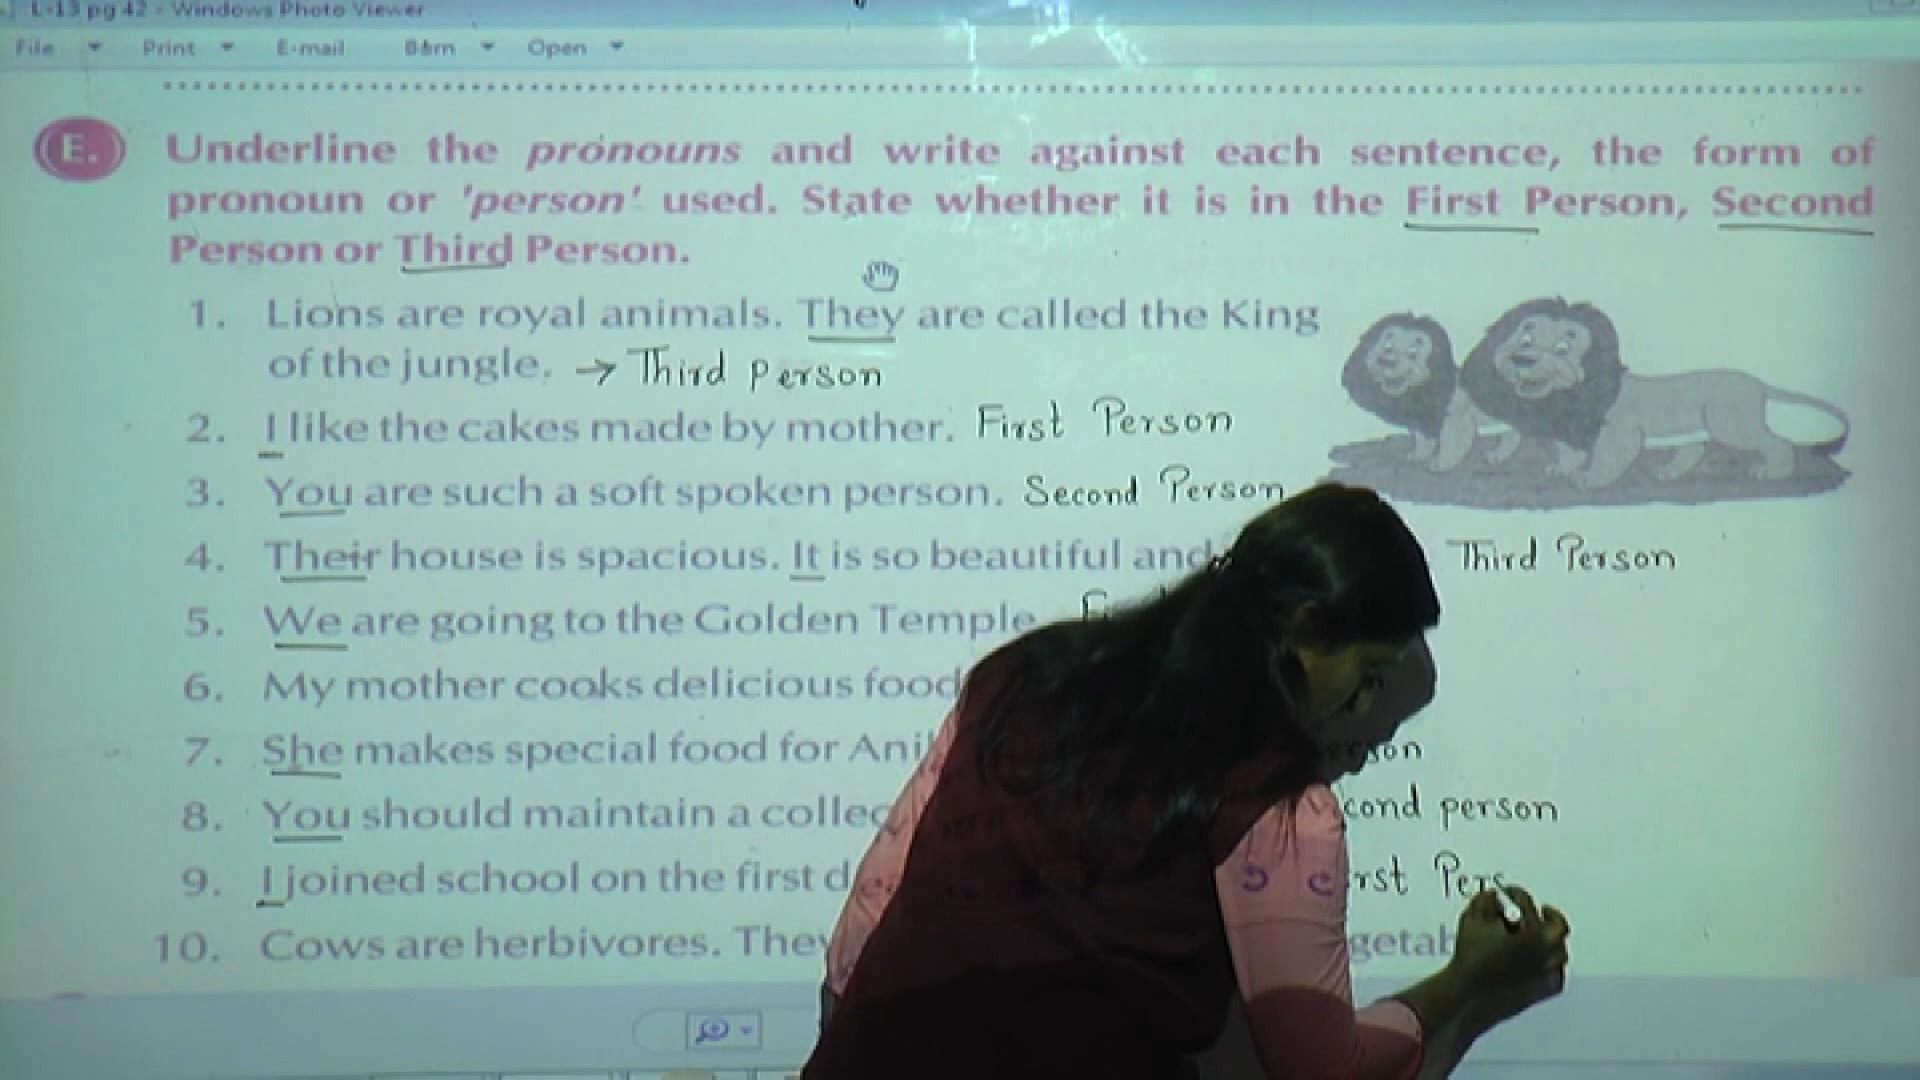 L-13 pg 42 - Windows Photo Viewer
File Print E-mail Burn Open
E. Underline the pronouns and write against each sentence, the form of
pronoun or 'person' used. State whether it is in the First Person, Second
Person or Third Person.
1. Lions are royal animals. They are called the King
of the jungle. → Third person
2. I like the cakes made by mother. First Person
3. You are such a soft spoken person. Second Person
4. Their house is spacious. It is so beautiful and Third Person
5. We are going to the Golden Temple
6. My mother cooks delicious food
7. She makes special food for Anil erson
8. You should maintain a collec cond person
9. I joined school on the first d rst Pers
10. Cows are herbivores. They getab